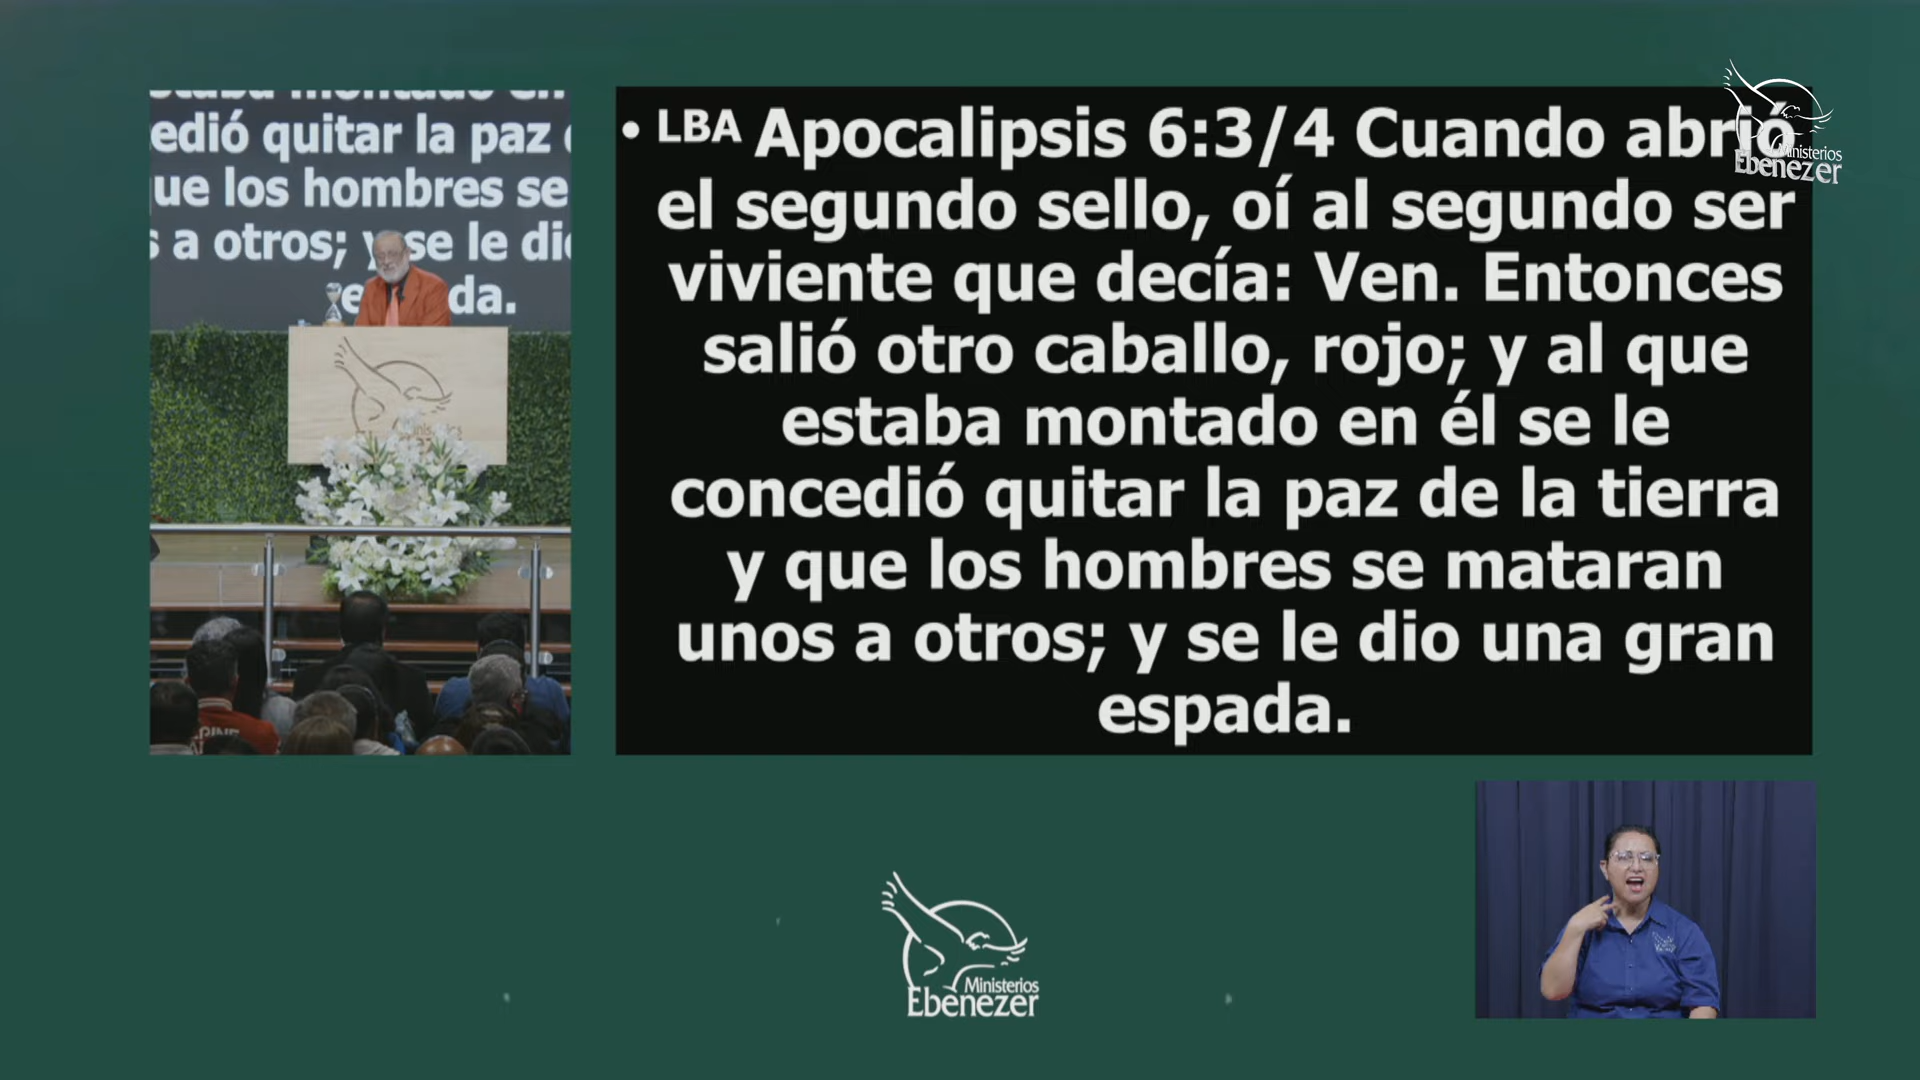 edió quitar la paz
ue los hombres se
s a otros; y se le di
da.
• LBA Apocalipsis 6:3/4 Cuando abrió
el segundo sello, oí al segundo ser
viviente que decía: Ven. Entonces
salió otro caballo, rojo; y al que
estaba montado en él se le
concedió quitar la paz de la tierra
y que los hombres se mataran
unos a otros; y se le dio una gran
espada.
Ministerios
Ebenezer
Ministerios
Ebenezer